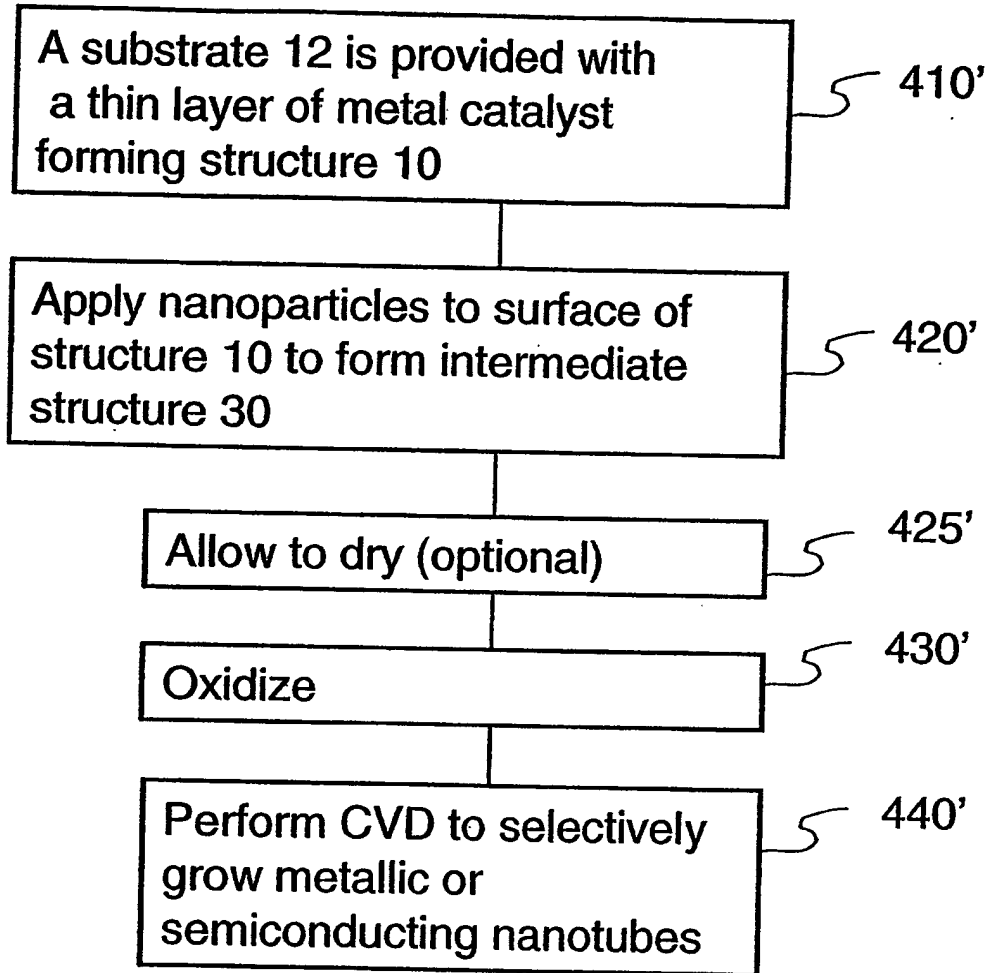 A substrate 12 is provided with
a thin layer of metal catalyst
forming structure 10
410’
Apply nanoparticles to surface of
structure 10 to form intermediate
structure 30
420’
Allow to dry (optional)
425’
Oxidize
430’
Perform CVD to selectively
grow metallic or
semiconducting nanotubes
440’